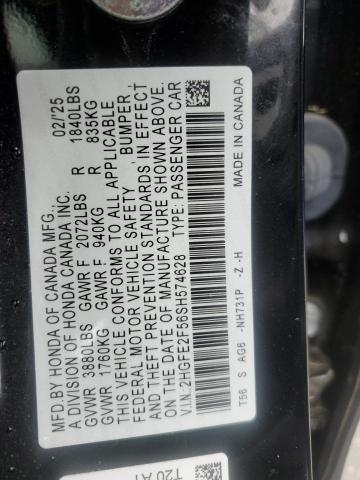 MFD.BY HONDA OF CANADA MFG., 02/'25
A DIVISION OF HONDA CANADA INC.
GVWR 3880LBS GAWR F 2072LBS R 1840LBS
GVWR 1760KG GAWR F 940KG R 835KG
THIS VEHICLE CONFORMS TO ALL APPLICABLE
FEDERAL MOTOR VEHICLE SAFETY, BUMPER,
AND THEFT PREVENTION STANDARDS IN EFFECT
ON THE DATE OF MANUFACTURE SHOWN ABOVE.
V.I.N.:2HGFE2F56SH574628 TYPE: PASSENGER CAR
T56 S AG6 -NH731P -Z -H MADE IN CANADA
T20 A1